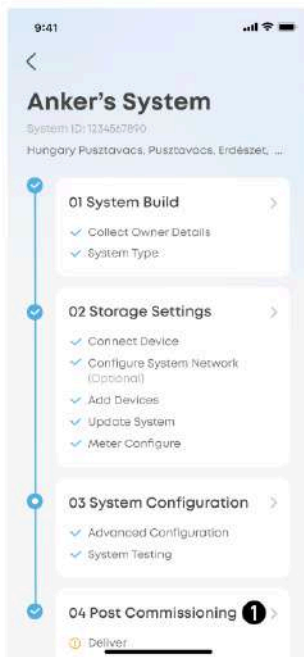 9:41
Anker's System
System ID: 1234567890
Hungary Pusztavacs, Pusztavacs, Erdészet, ...
01 System Build
Collect Owner Details
System Type
02 Storage Settings
Connect Device
Configure System Network
(Optional)
Add Devices
Update System
Meter Configure
03 System Configuration
Advanced Configuration
System Testing
04 Post Commissioning 1
Deliver